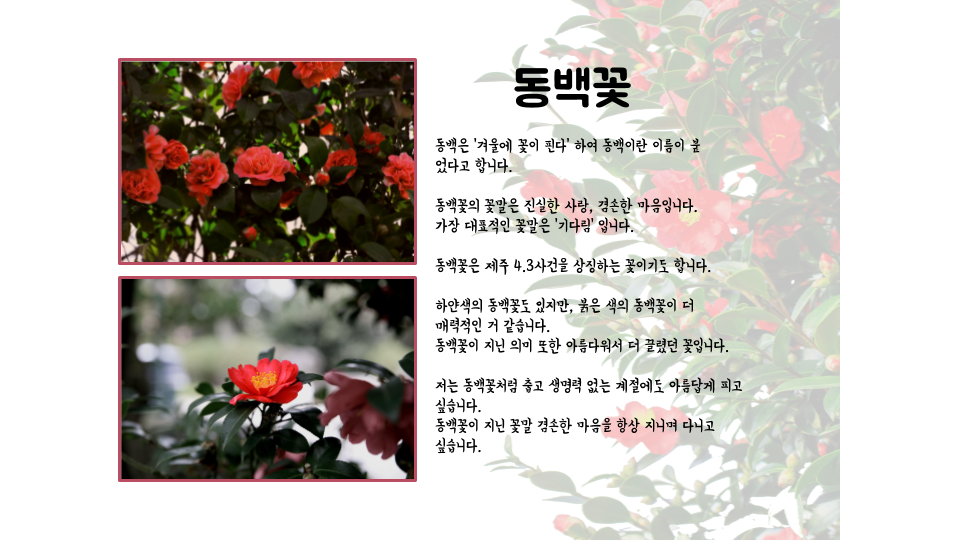 동백꽃
동백은 '겨울에 꽃이 핀다' 하여 동백이란 이름이 붙
었다고 합니다.
동백꽃의 꽃말은 진실한 사랑, 겸손한 마음입니다.
가장 대표적인 꽃말은 '기다림' 입니다.
동백꽃은 제주 4.3사건을 상징하는 꽃이기도 합니다.
하얀색의 동백꽃도 있지만, 붉은 색의 동백꽃이 더
매력적인 거 같습니다.
동백꽃이 지닌 의미 또한 아름다워서 더 끌렸던 꽃입니다.
저는 동백꽃처럼 춥고 생명력 없는 계절에도 아름답게 피고
싶습니다.
동백꽃이 지닌 꽃말 겸손한 마음을 항상 지니며 다니고
싶습니다.